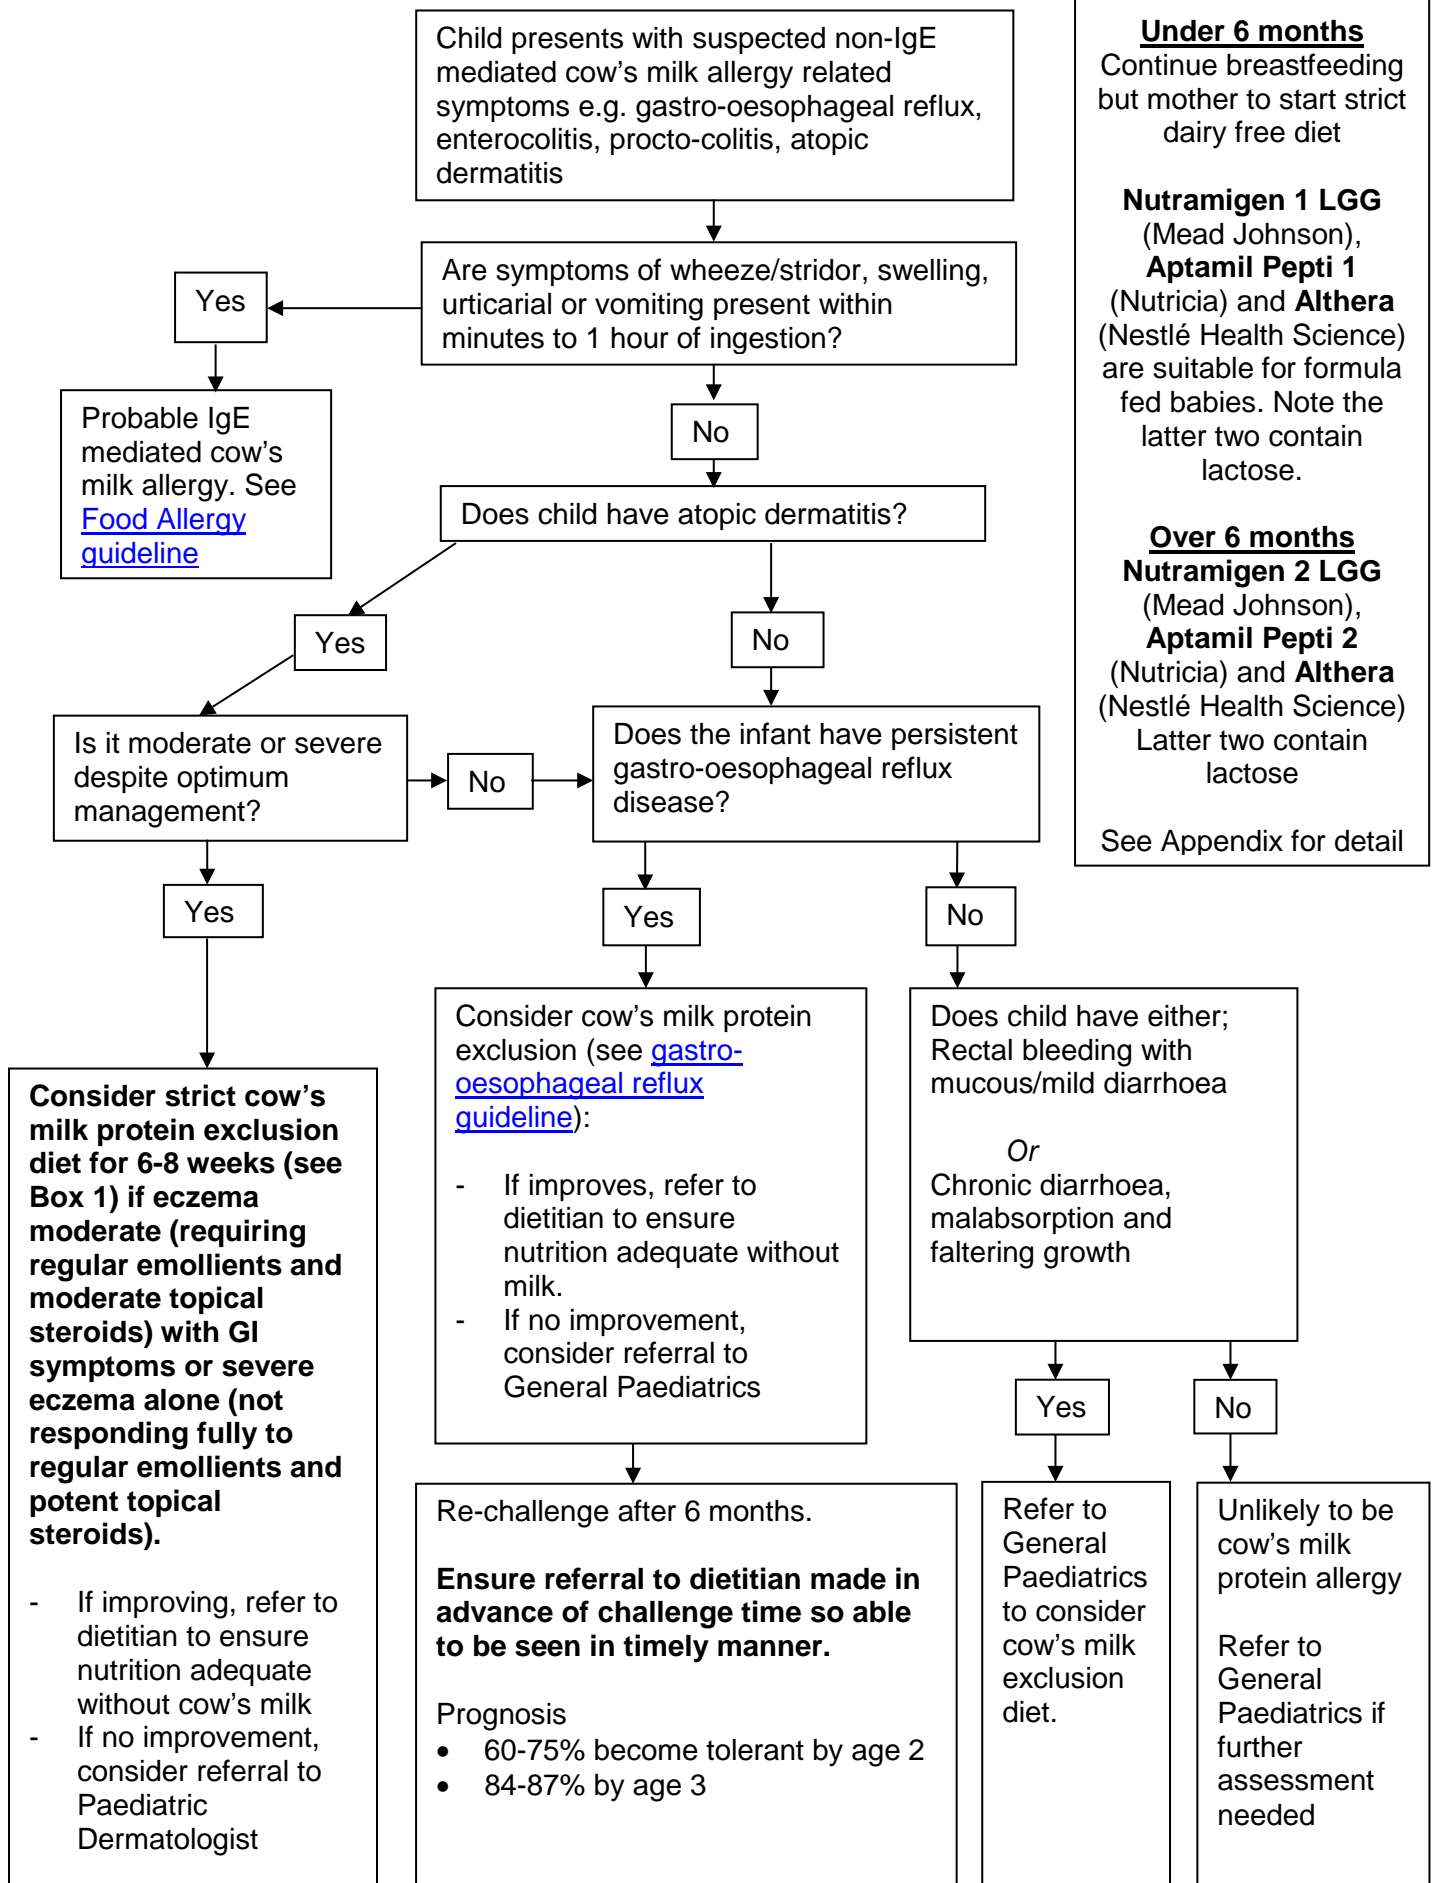 Child presents with suspected non-IgE
mediated cow's milk allergy related
symptoms e.g. gastro-oesophageal reflux,
enterocolitis, procto-colitis, atopic
dermatitis
Under 6 months
Continue breastfeeding
but mother to start strict
dairy free diet
Nutramigen 1 LGG
(Mead Johnson),
Aptamil Pepti 1
(Nutricia) and Althera
(Nestlé Health Science)
are suitable for formula
fed babies. Note the
latter two contain
lactose.
Over 6 months
Nutramigen 2 LGG
(Mead Johnson),
Aptamil Pepti 2
(Nutricia) and Althera
(Nestlé Health Science)
Latter two contain
lactose
See Appendix for detail
Are symptoms of wheeze/stridor, swelling,
urticarial or vomiting present within
minutes to 1 hour of ingestion?
Yes
Probable IgE
mediated cow's
milk allergy. See
Food Allergy
guideline
No
Does child have atopic dermatitis?
Yes
No
Is it moderate or severe
despite optimum
management?
No
Does the infant have persistent
gastro-oesophageal reflux
disease?
Yes
Yes
No
Consider strict cow's
milk protein exclusion
diet for 6-8 weeks (see
Box 1) if eczema
moderate (requiring
regular emollients and
moderate topical
steroids) with GI
symptoms or severe
eczema alone (not
responding fully to
regular emollients and
potent topical
steroids).
- If improving, refer to
dietitian to ensure
nutrition adequate
without cow's milk
- If no improvement,
consider referral to
Paediatric
Dermatologist
Consider cow's milk protein
exclusion (see gastro-
oesophageal reflux
guideline):
- If improves, refer to
dietitian to ensure
nutrition adequate without
milk.
- If no improvement,
consider referral to
General Paediatrics
Does child have either;
Rectal bleeding with
mucous/mild diarrhoea
Or
Chronic diarrhoea,
malabsorption and
faltering growth
Yes
No
Re-challenge after 6 months.
Ensure referral to dietitian made in
advance of challenge time so able
to be seen in timely manner.
Prognosis
• 60-75% become tolerant by age 2
• 84-87% by age 3
Refer to
General
Paediatrics
to consider
cow's milk
exclusion
diet.
Unlikely to be
cow's milk
protein allergy
Refer to
General
Paediatrics if
further
assessment
needed